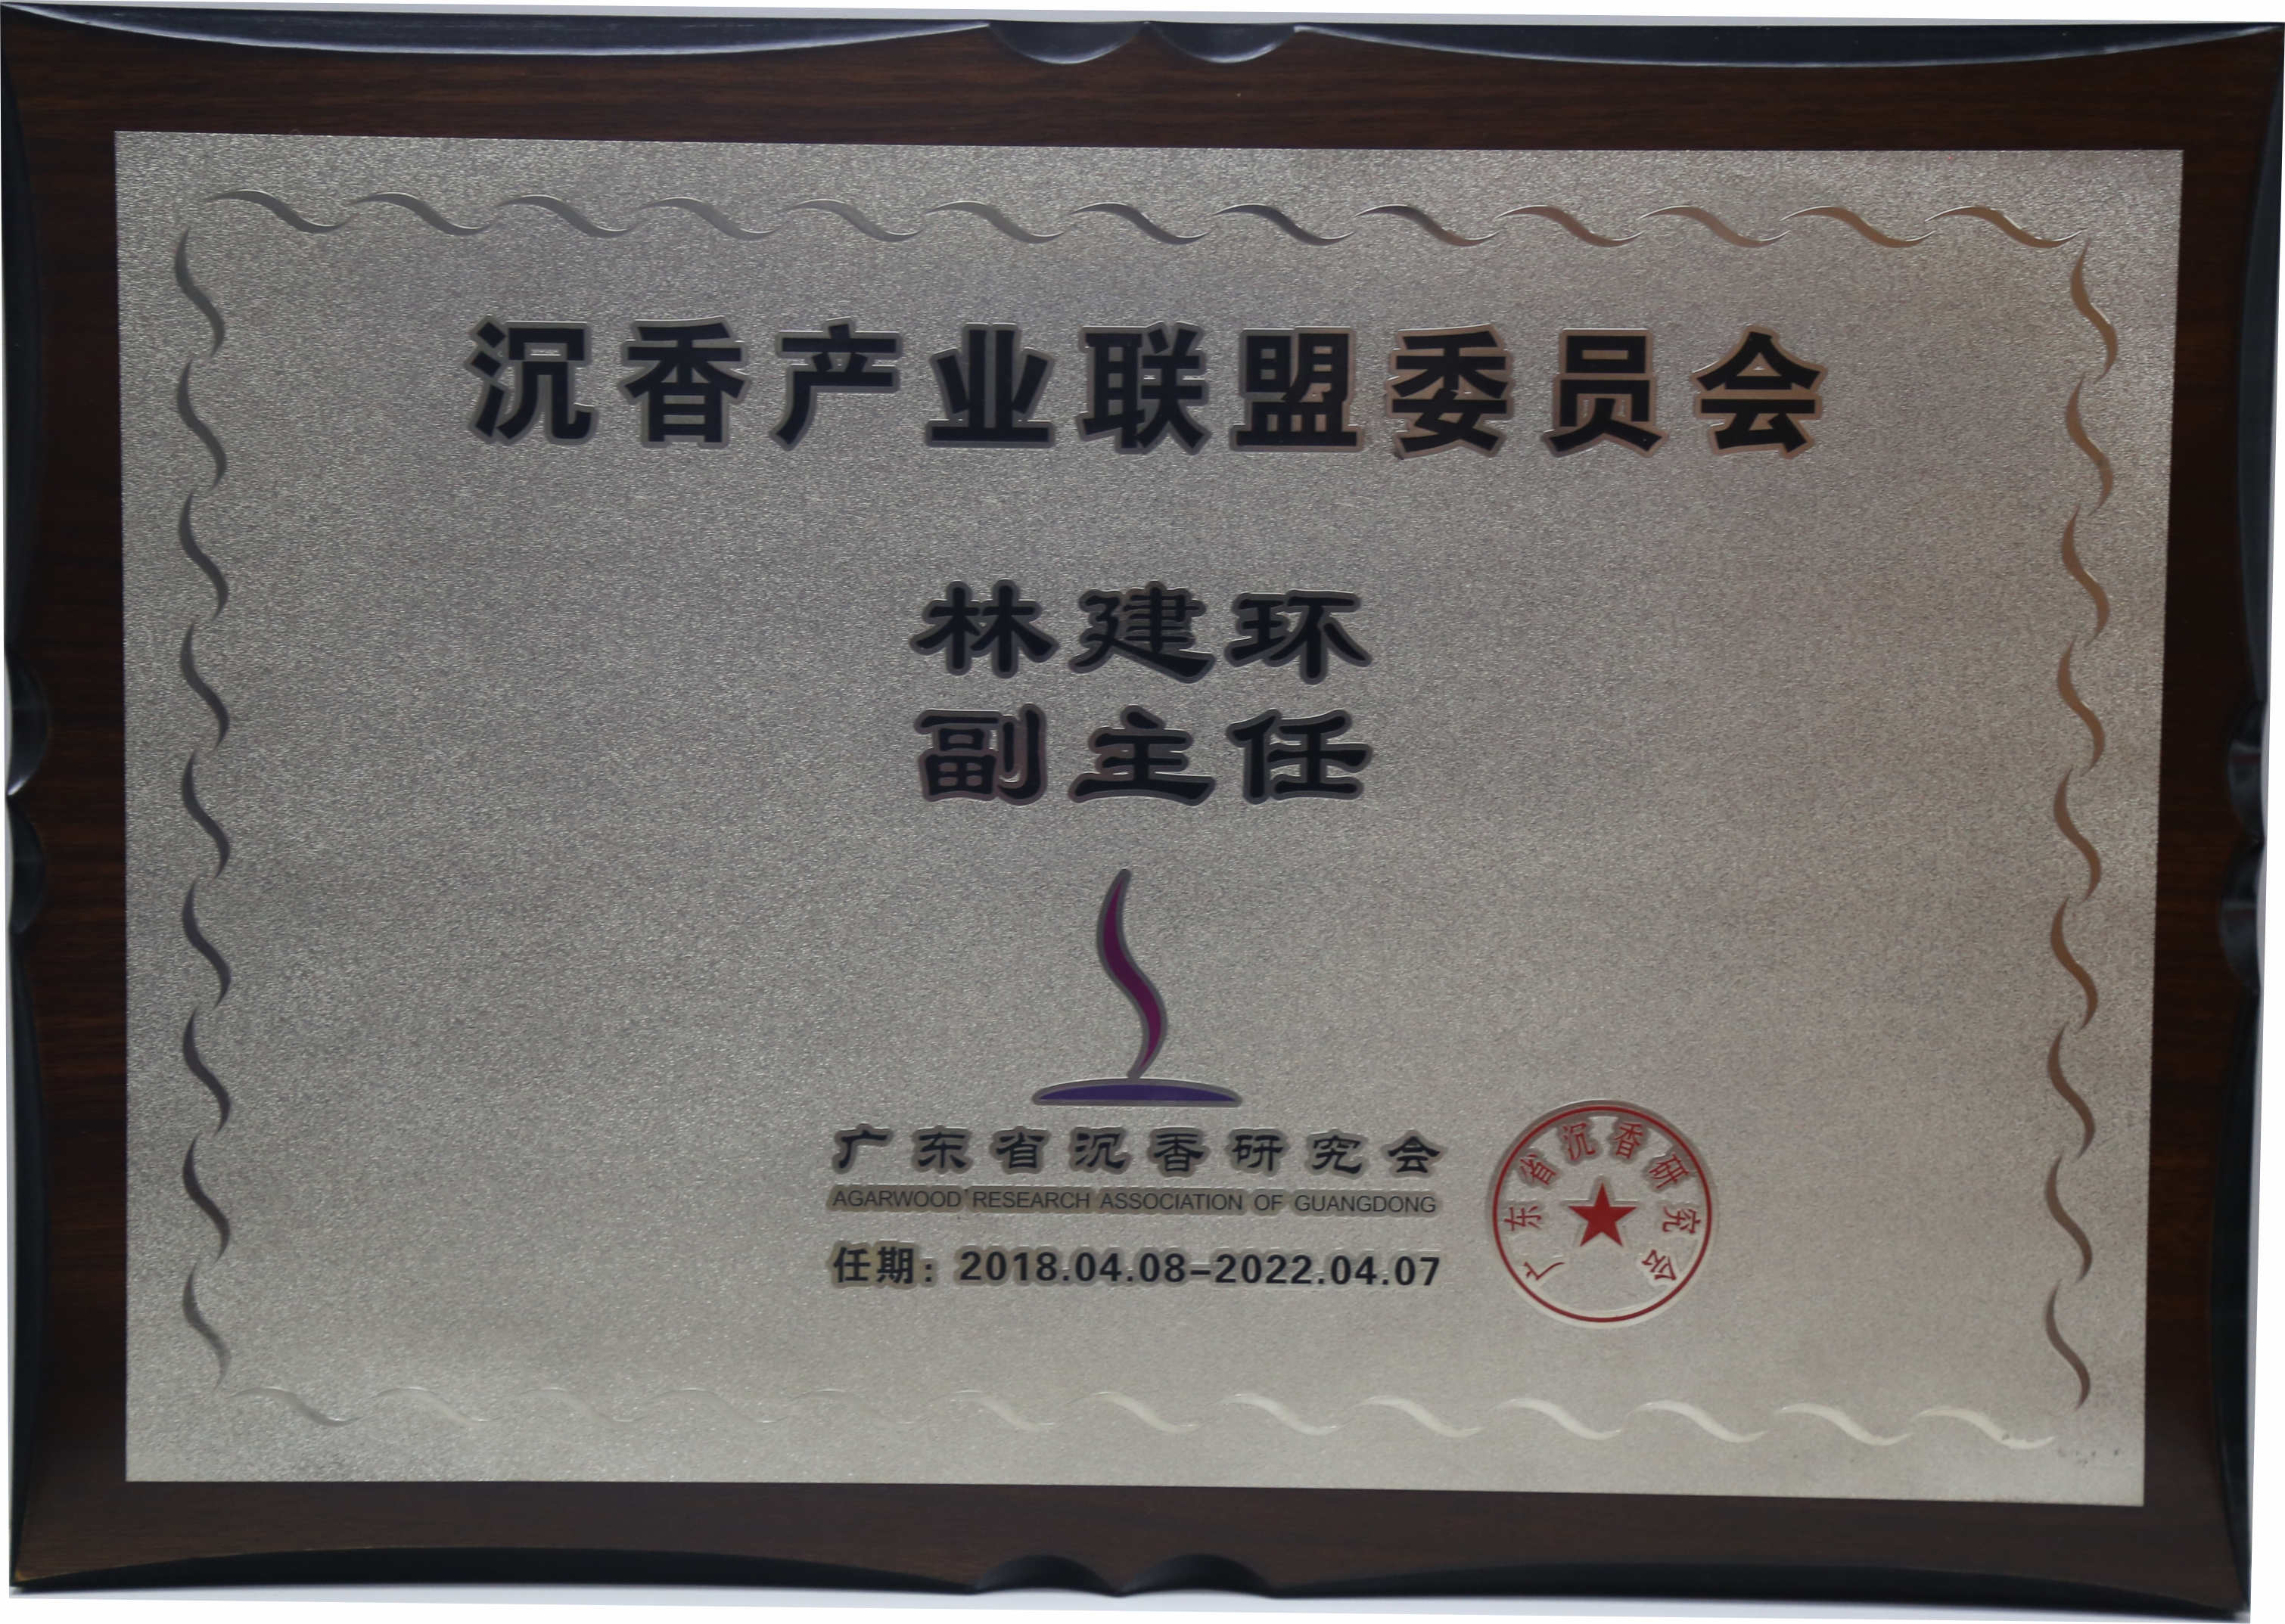 沉香产业联盟委员会
林建环
副主任
广东省沉香研究会
AGARWOOD RESEARCH ASSOCIATION OF GUANGDONG
任期：2018.04.08-2022.04.07
广东省沉香研究会